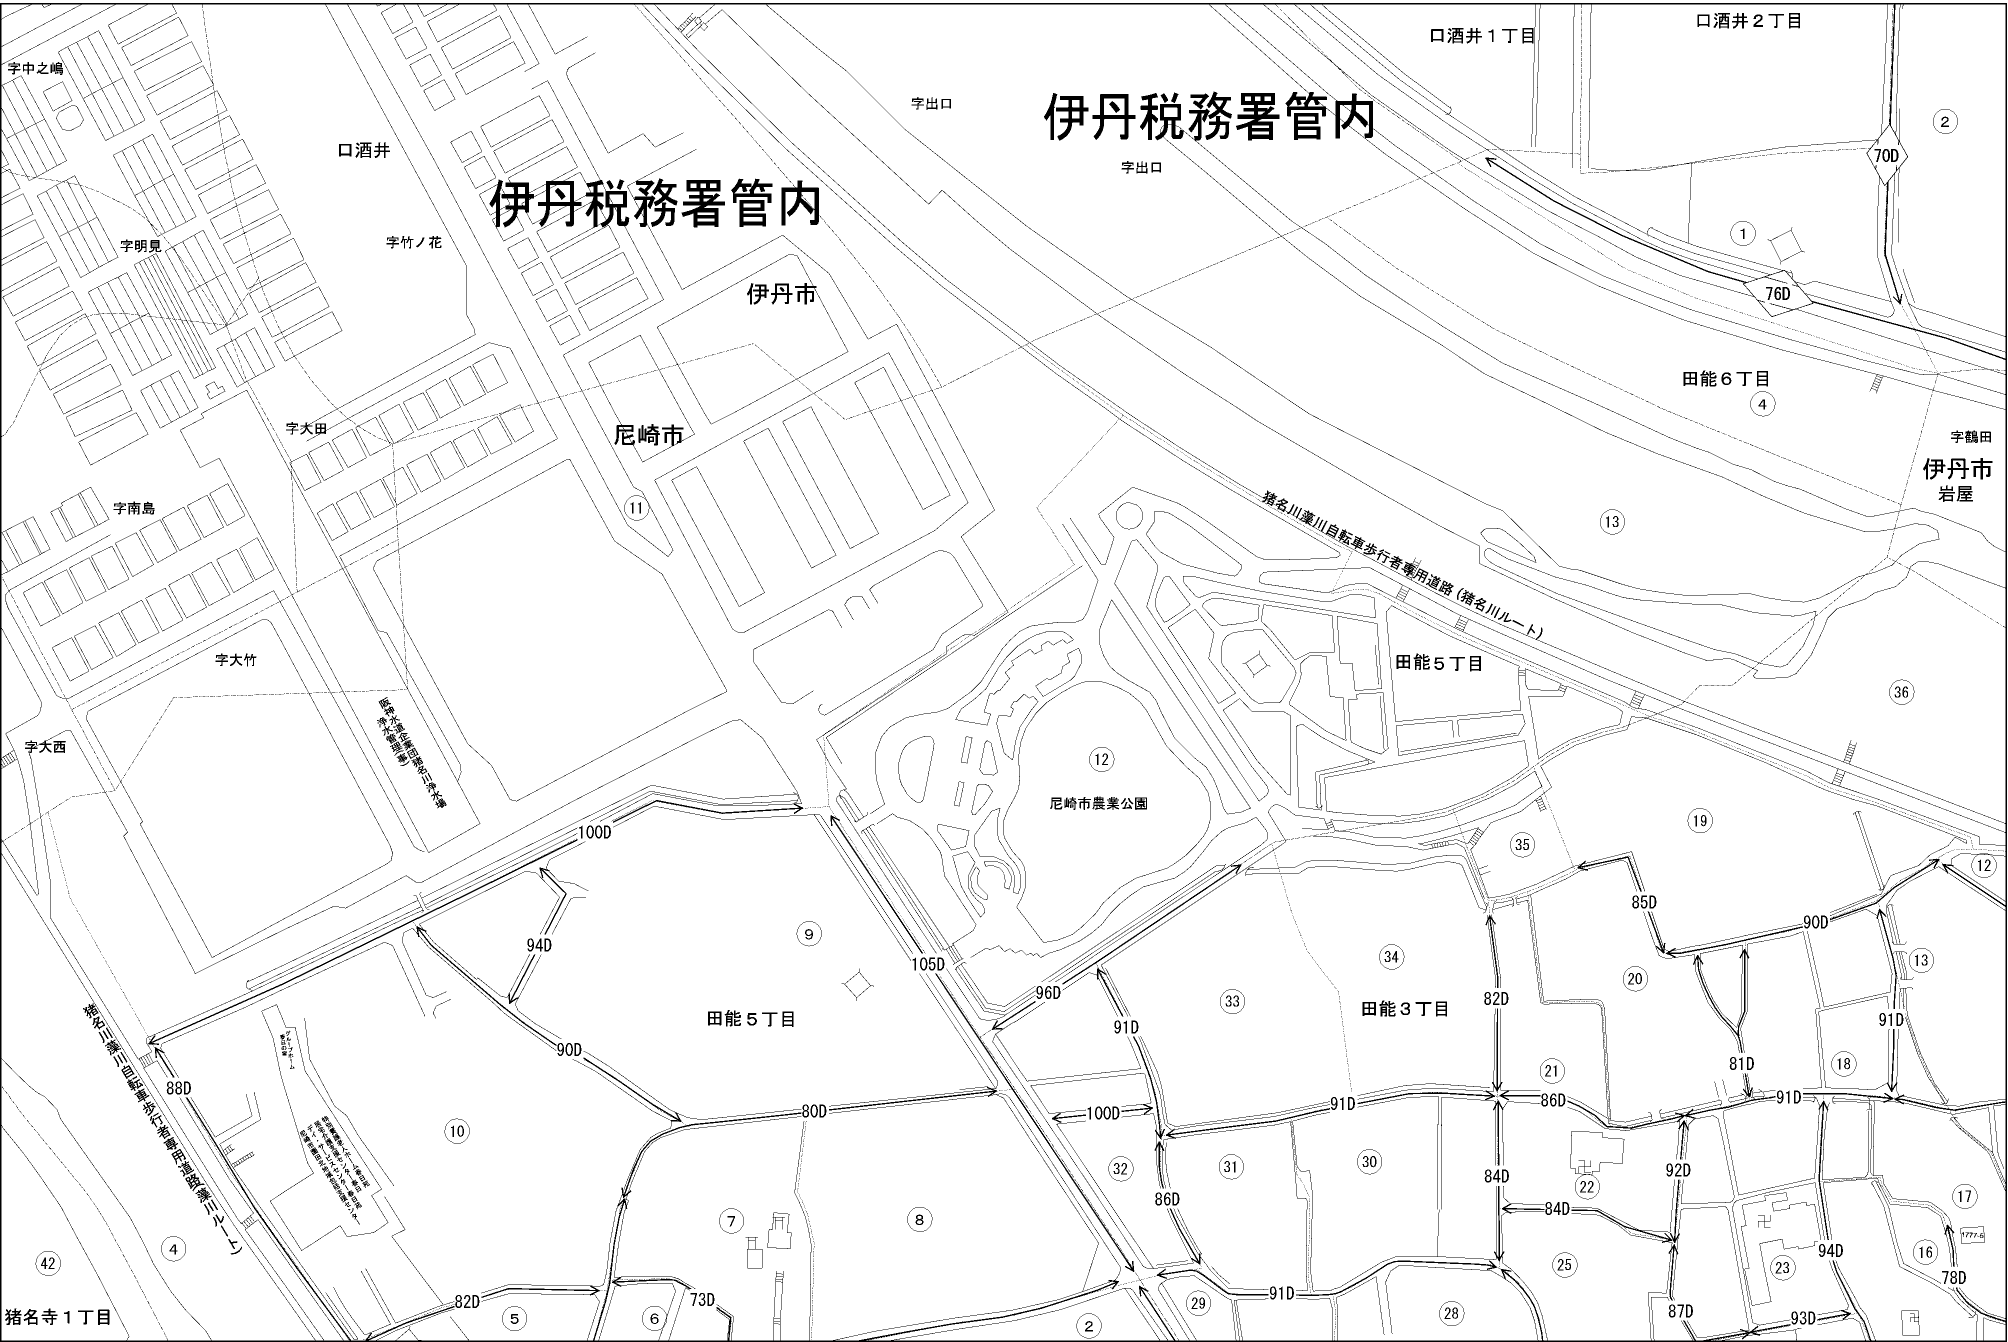 口酒井１丁目
口酒井２丁目
字中之嶋
字出口
伊丹税務署管内
2
口酒井
70D
字出口
伊丹税務署管内
字明見
字竹ノ花
1
伊丹市
76D
田能６丁目
4
字大田
尼崎市
字鶴田
伊丹市
岩屋
字南島
11
13
猪名川藻川自転車歩行者専用道路(猪名川ルート)
字大竹
田能５丁目
36
阪神水道企業団猪名川浄水場
浄水管理(事)
字大西
12
尼崎市農業公園
100D
19
35
12
85D
90D
94D
9
105D
34
13
20
96D
33
82D
田能３丁目
田能５丁目
91D
91D
猪名川藻川自転車歩行者専用道路(藻川ルート)
グループホーム
90D
88D
21
81D
18
80D
100D
91D
86D
91D
10
32
31
30
84D
22
92D
17
86D
7
8
84D
4
1777-6
42
94D
16
25
23
78D
91D
82D
73D
29
28
87D
93D
5
6
2
猪名寺１丁目